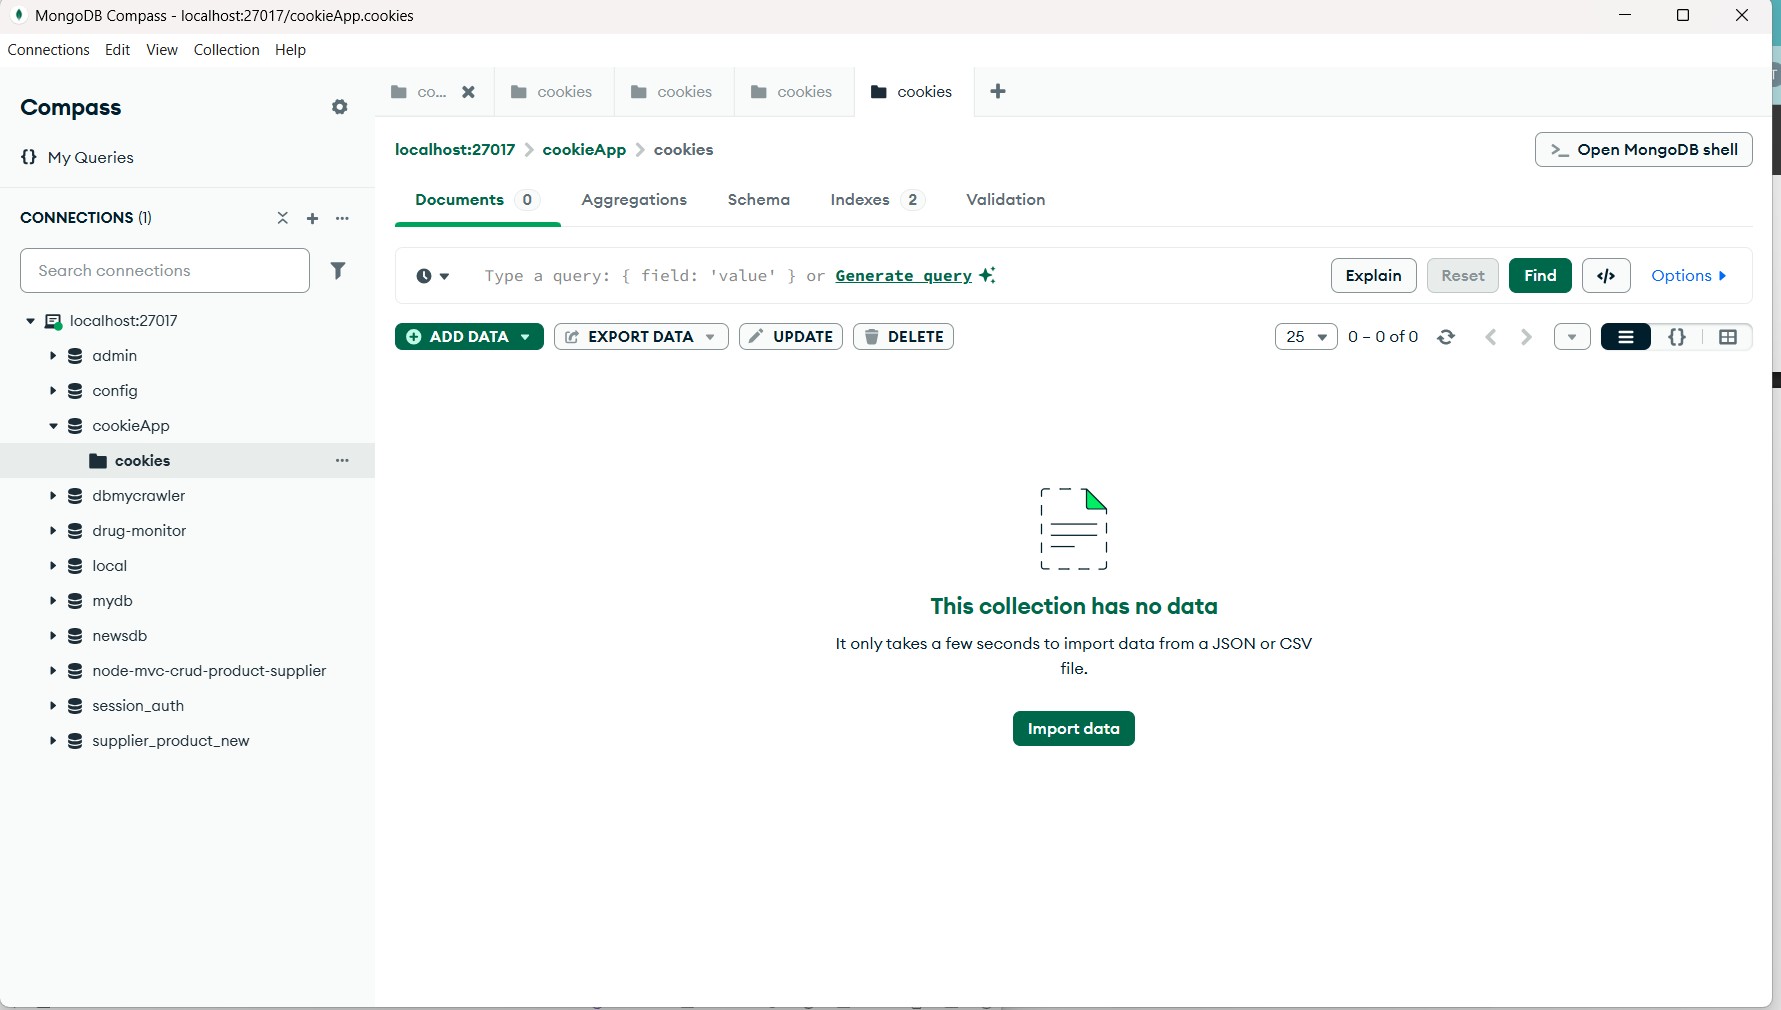 MongoDB Compass - localhost:27017/cookieApp.cookies
Connections Edit View Collection Help
Compass
My Queries
CONNECTIONS (1)
Search connections
localhost:27017
admin
config
cookieApp
cookies
dbmycrawler
drug-monitor
local
mydb
newsdb
node-mvc-crud-product-supplier
session_auth
supplier_product_new
co... cookies cookies cookies cookies
localhost:27017 > cookieApp > cookies
>_ Open MongoDB shell
Documents 0 Aggregations Schema Indexes 2 Validation
Type a query: { field: 'value' } or Generate query
Explain Reset Find </> Options
ADD DATA EXPORT DATA UPDATE DELETE
25 0 – 0 of 0 {}
This collection has no data
It only takes a few seconds to import data from a JSON or CSV
file.
Import data